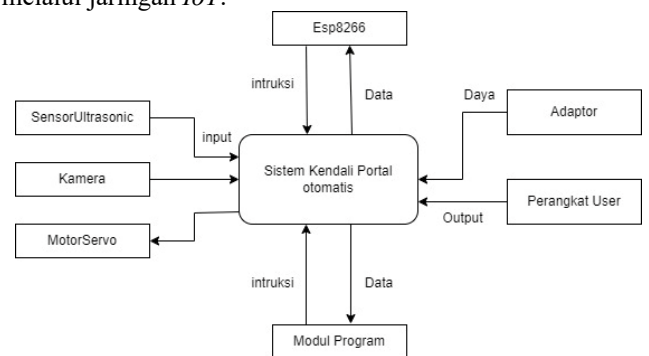 melalui jaringan IoT.
Esp8266
intruksi
Data
Daya
SensorUltrasonic
Adaptor
input
Sistem Kendali Portal
otomatis
Kamera
Perangkat User
Output
MotorServo
intruksi
Data
Modul Program